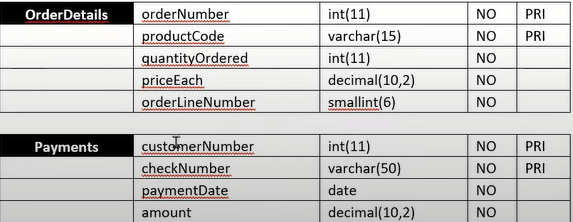 OrderDetails orderNumber int(11) NO PRI
productCode varchar(15) NO PRI
quantityOrdered int(11) NO
priceEach decimal(10,2) NO
orderLineNumber smallint(6) NO
Payments customerNumber int(11) NO PRI
checkNumber varchar(50) NO PRI
paymentDate date NO
amount decimal(10,2) NO